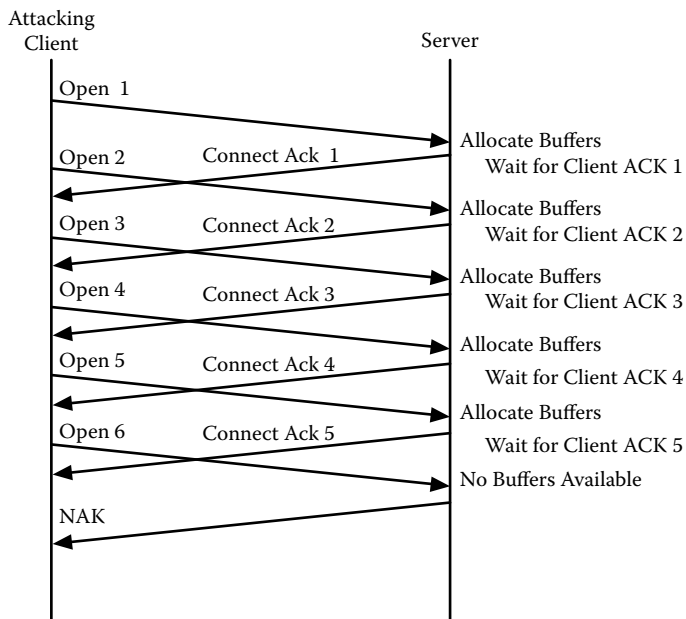 Attacking
Client
Server
Open 1
Allocate Buffers
Connect Ack 1
Wait for Client ACK 1
Open 2
Allocate Buffers
Connect Ack 2
Wait for Client ACK 2
Open 3
Allocate Buffers
Connect Ack 3
Wait for Client ACK 3
Open 4
Allocate Buffers
Connect Ack 4
Wait for Client ACK 4
Open 5
Allocate Buffers
Connect Ack 5
Wait for Client ACK 5
Open 6
No Buffers Available
NAK